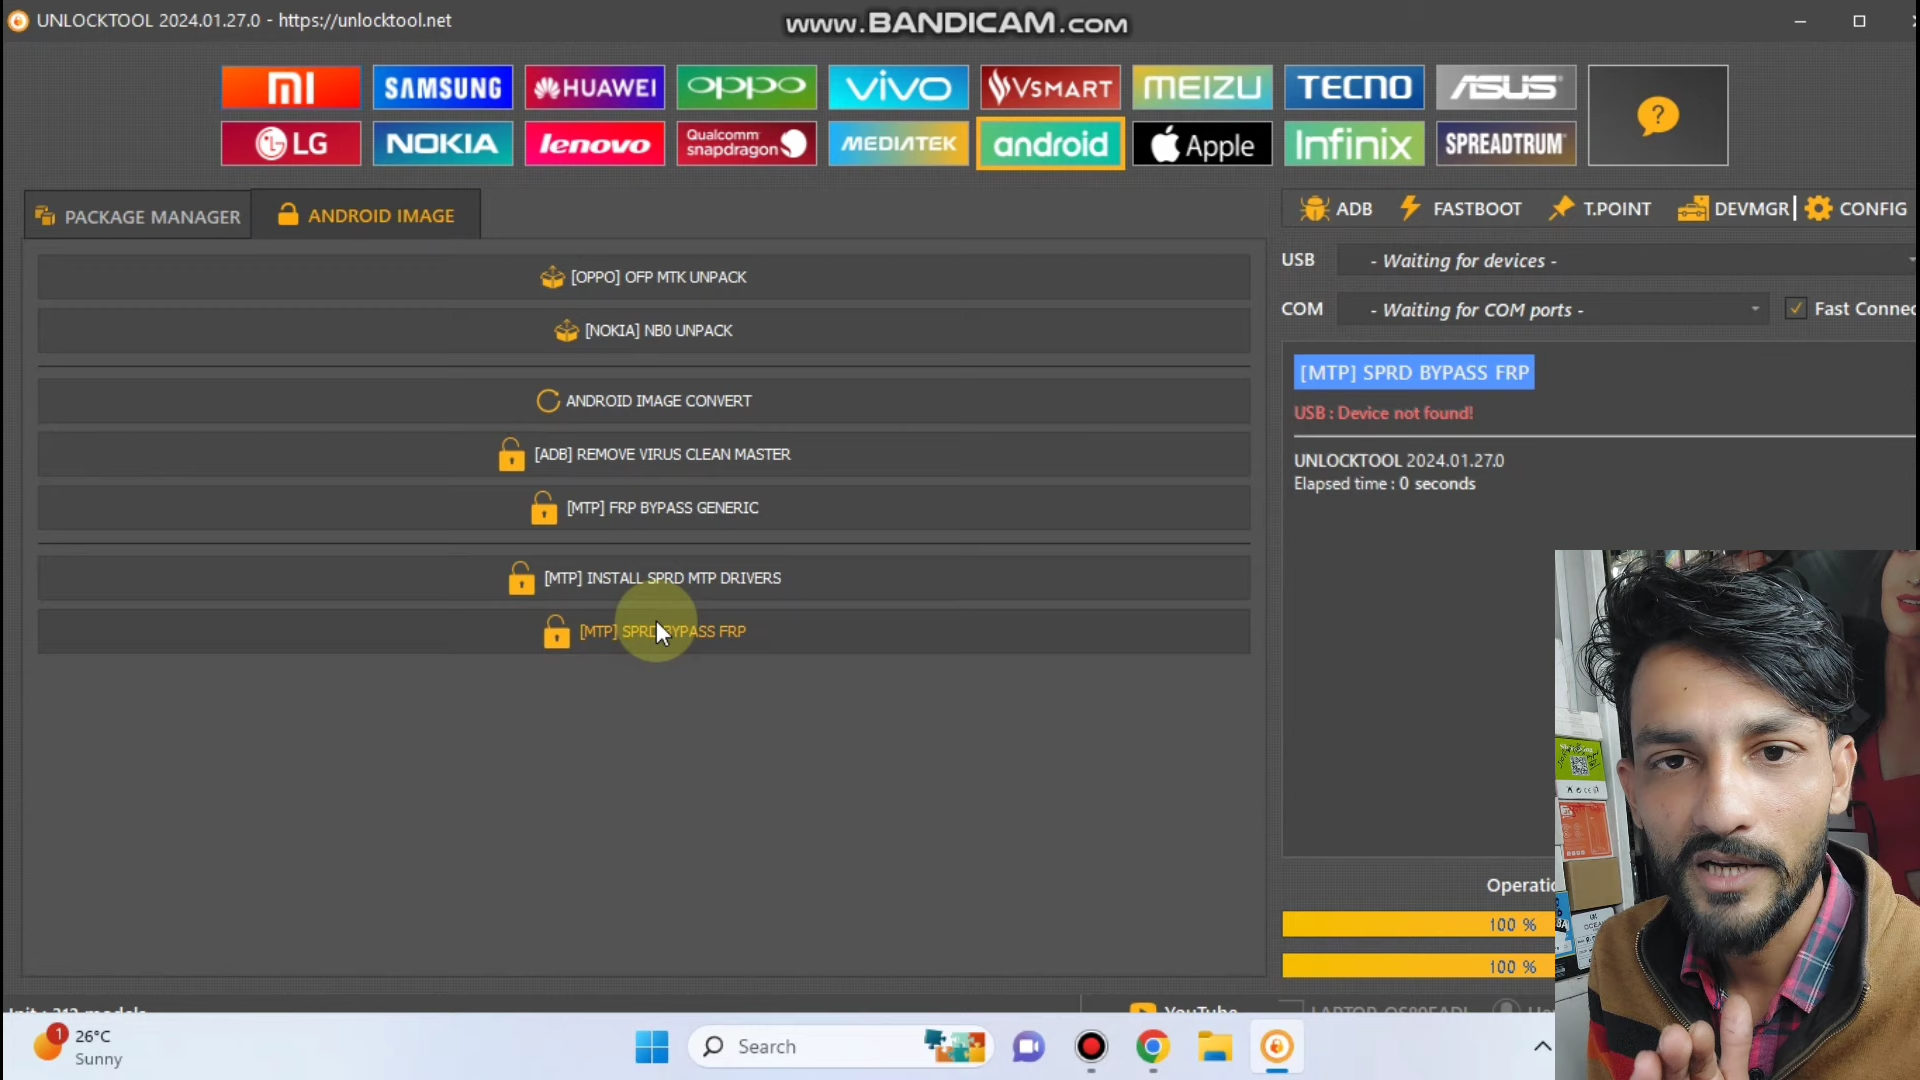 UNLOCKTOOL 2024.01.27.0 - https://unlocktool.net
www.BANDICAM.com
MI SAMSUNG HUAWEI oppo vivo VSMART MEIZU TECNO ASUS ?
LG NOKIA lenovo Qualcomm snapdragon MEDIATEK android Apple Infinix SPREADTRUM
PACKAGE MANAGER ANDROID IMAGE
ADB FASTBOOT T.POINT DEVMGR CONFIG
[OPPO] OFP MTK UNPACK
[NOKIA] NB0 UNPACK
ANDROID IMAGE CONVERT
[ADB] REMOVE VIRUS CLEAN MASTER
[MTP] FRP BYPASS GENERIC
[MTP] INSTALL SPRD MTP DRIVERS
[MTP] SPRD BYPASS FRP
USB - Waiting for devices -
COM - Waiting for COM ports - Fast Connec
[MTP] SPRD BYPASS FRP
USB : Device not found!
UNLOCKTOOL 2024.01.27.0
Elapsed time : 0 seconds
Operatio
100 %
100 %
YouTube
1 26°C
Sunny
Search